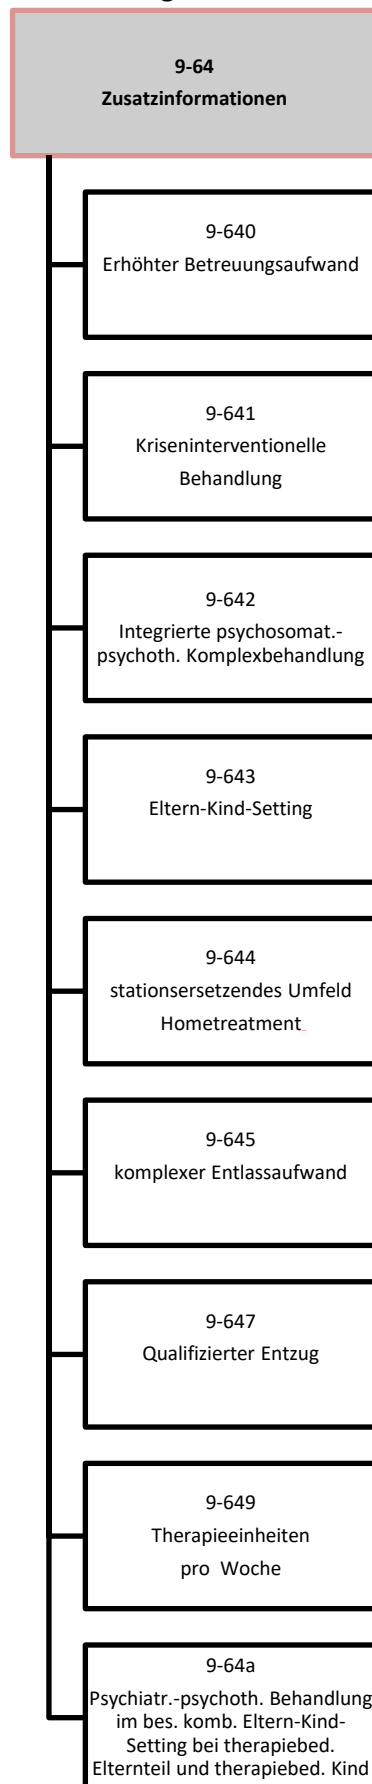 9-64
Zusatzinformationen
9-640
Erhöhter Betreuungsaufwand
9-641
Kriseninterventionelle
Behandlung
9-642
Integrierte psychosomat.-
psychoth. Komplexbehandlung
9-643
Eltern-Kind-Setting
9-644
stationsersetzendes Umfeld
Hometreatment
9-645
komplexer Entlassaufwand
9-647
Qualifizierter Entzug
9-649
Therapieeinheiten
pro Woche
9-64a
Psychiatr.-psychoth. Behandlung
im bes. komb. Eltern-Kind-
Setting bei therapiebed.
Elternteil und therapiebed. Kind